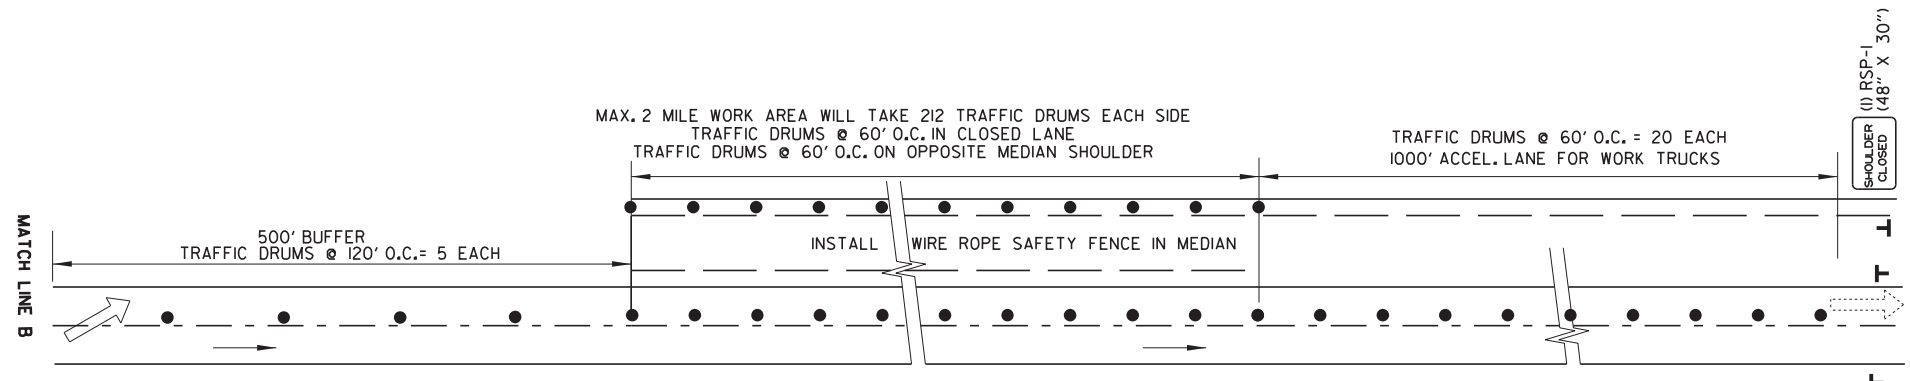 MAX. 2 MILE WORK AREA WILL TAKE 212 TRAFFIC DRUMS EACH SIDE
TRAFFIC DRUMS @ 60' O.C. IN CLOSED LANE
TRAFFIC DRUMS @ 60' O.C. ON OPPOSITE MEDIAN SHOULDER
TRAFFIC DRUMS @ 60' O.C. = 20 EACH
1000' ACCEL. LANE FOR WORK TRUCKS
(1) RSP-1
(48" X 30")
SHOULDER
CLOSED
MATCH LINE B
500' BUFFER
TRAFFIC DRUMS @ 120' O.C.= 5 EACH
INSTALL WIRE ROPE SAFETY FENCE IN MEDIAN